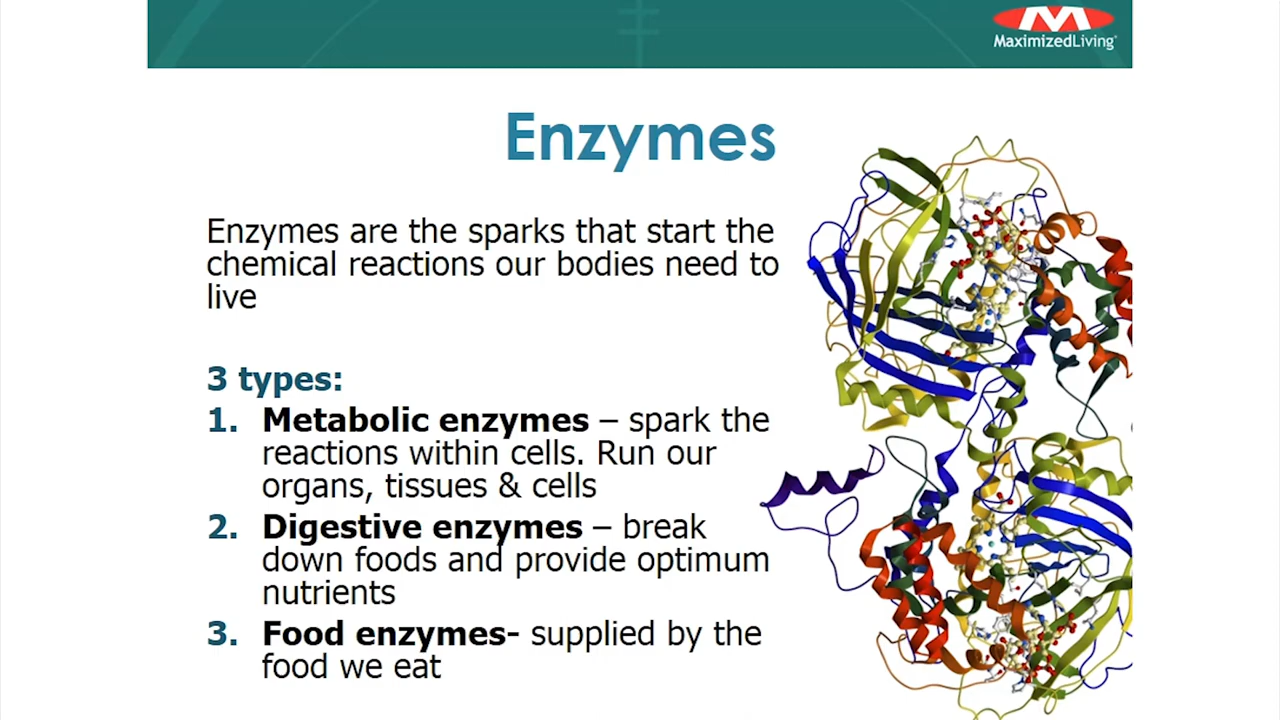 MaximizedLiving®
Enzymes
Enzymes are the sparks that start the
chemical reactions our bodies need to
live
3 types:
1. Metabolic enzymes – spark the
reactions within cells. Run our
organs, tissues & cells
2. Digestive enzymes – break
down foods and provide optimum
nutrients
3. Food enzymes- supplied by the
food we eat